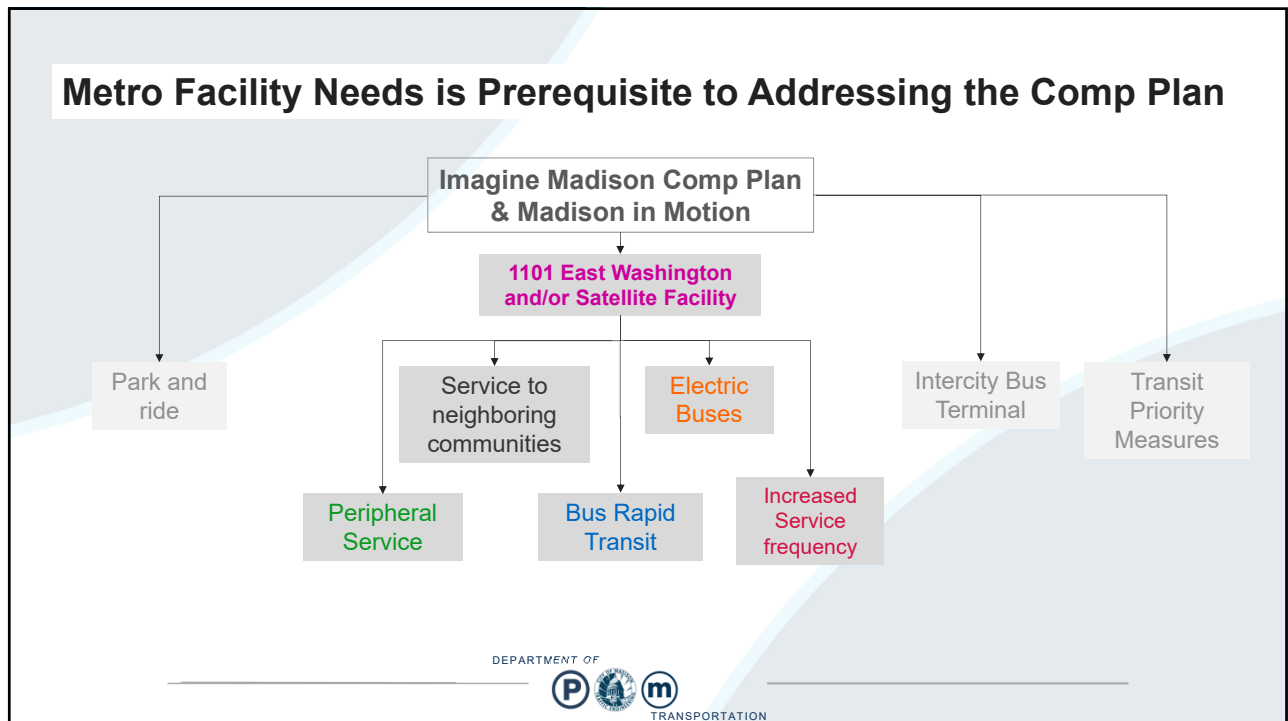 Metro Facility Needs is Prerequisite to Addressing the Comp Plan
Imagine Madison Comp Plan
& Madison in Motion
1101 East Washington
and/or Satellite Facility
Park and
ride
Service to
neighboring
communities
Electric
Buses
Intercity Bus
Terminal
Transit
Priority
Measures
Peripheral
Service
Bus Rapid
Transit
Increased
Service
frequency
DEPARTMENT OF
P
m
TRANSPORTATION